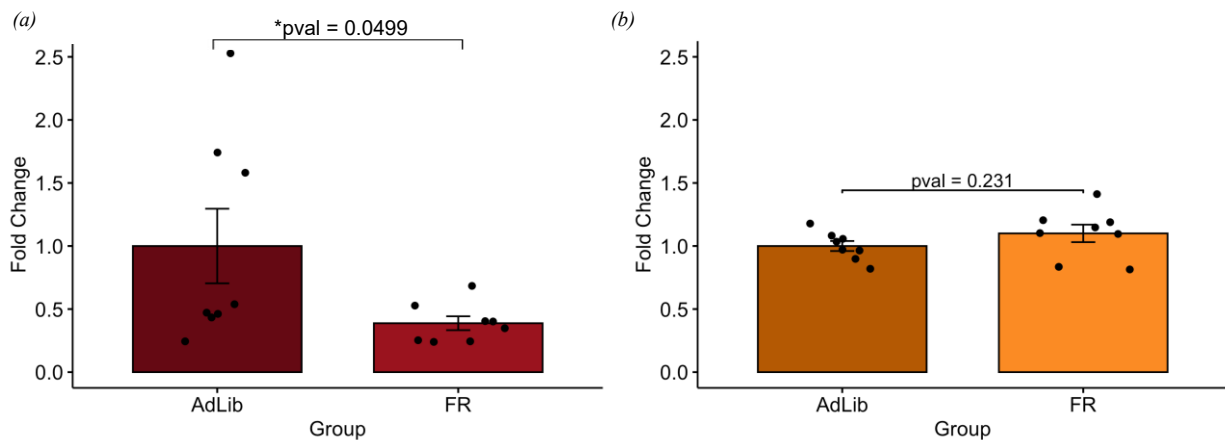 (a)
*pval = 0.0499
2.5
2.0
1.5
1.0
0.5
0.0
Fold Change
AdLib FR
Group
(b)
pval = 0.231
2.5
2.0
1.5
1.0
0.5
0.0
Fold Change
AdLib FR
Group